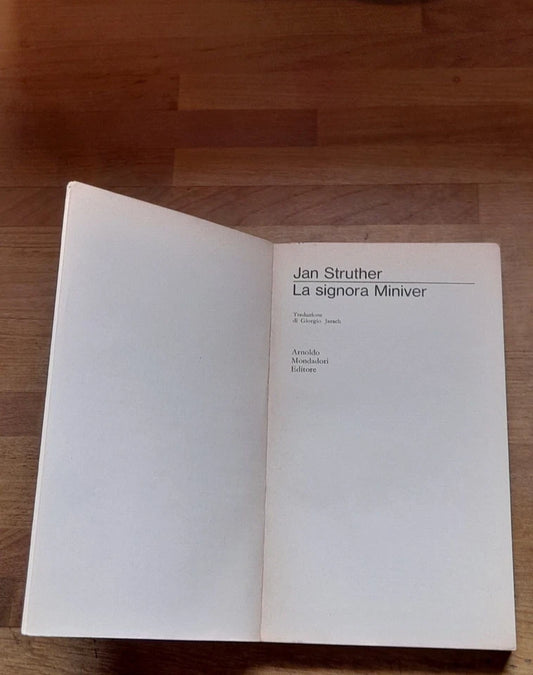 Jan Struther
La signora Miniver
Traduzione
di Giorgio Jarach
Arnoldo
Mondadori
Editore